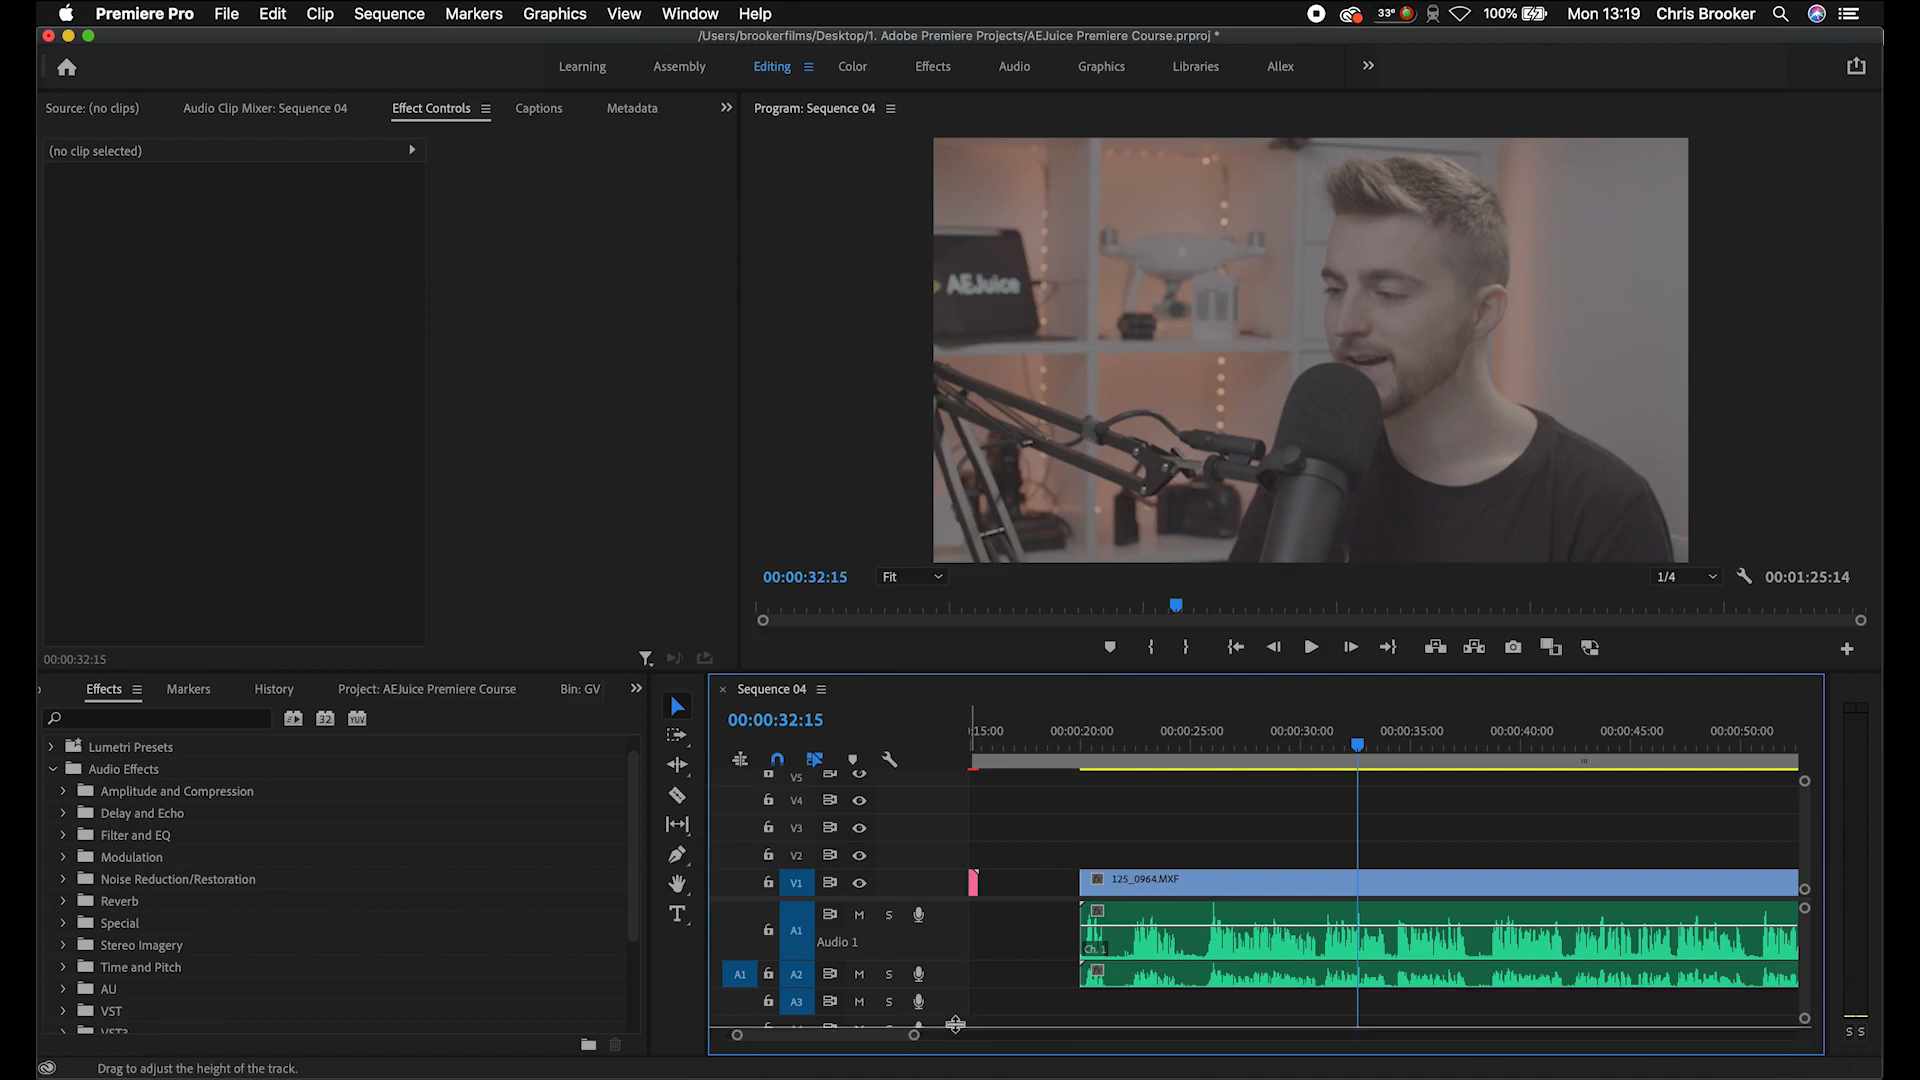 Premiere Pro File Edit Clip Sequence Markers Graphics View Window Help 33° 100% Mon 13:19 Chris Brooker
/Users/brookerfilms/Desktop/1. Adobe Premiere Projects/AEJuice Premiere Course.prproj *
Learning Assembly Editing Color Effects Audio Graphics Libraries Allex
Source: (no clips) Audio Clip Mixer: Sequence 04 Effect Controls Captions Metadata
Program: Sequence 04
(no clip selected)
AEJuice
00:00:32:15 Fit 1/4 00:01:25:14
00:00:32:15
Effects Markers History Project: AEJuice Premiere Course Bin: GV
Sequence 04
32 YUV
00:00:32:15
:15:00 00:00:20:00 00:00:25:00 00:00:30:00 00:00:35:00 00:00:40:00 00:00:45:00 00:00:50:00
Lumetri Presets
Audio Effects
Amplitude and Compression
Delay and Echo
Filter and EQ
Modulation
Noise Reduction/Restoration
Reverb
Special
Stereo Imagery
Time and Pitch
AU
VST
VST3
V5
V4
V3
V2
V1 125_0964.MXF
A1 M S
Audio 1 Ch. 1
A1 A2 M S
A3 M S
S S
Drag to adjust the height of the track.